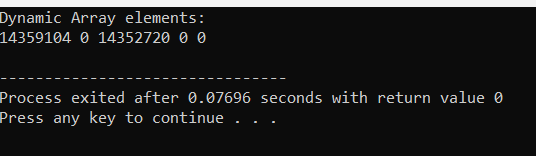 Dynamic Array elements:
14359104 0 14352720 0 0
--------------------------------
Process exited after 0.07696 seconds with return value 0
Press any key to continue . . .